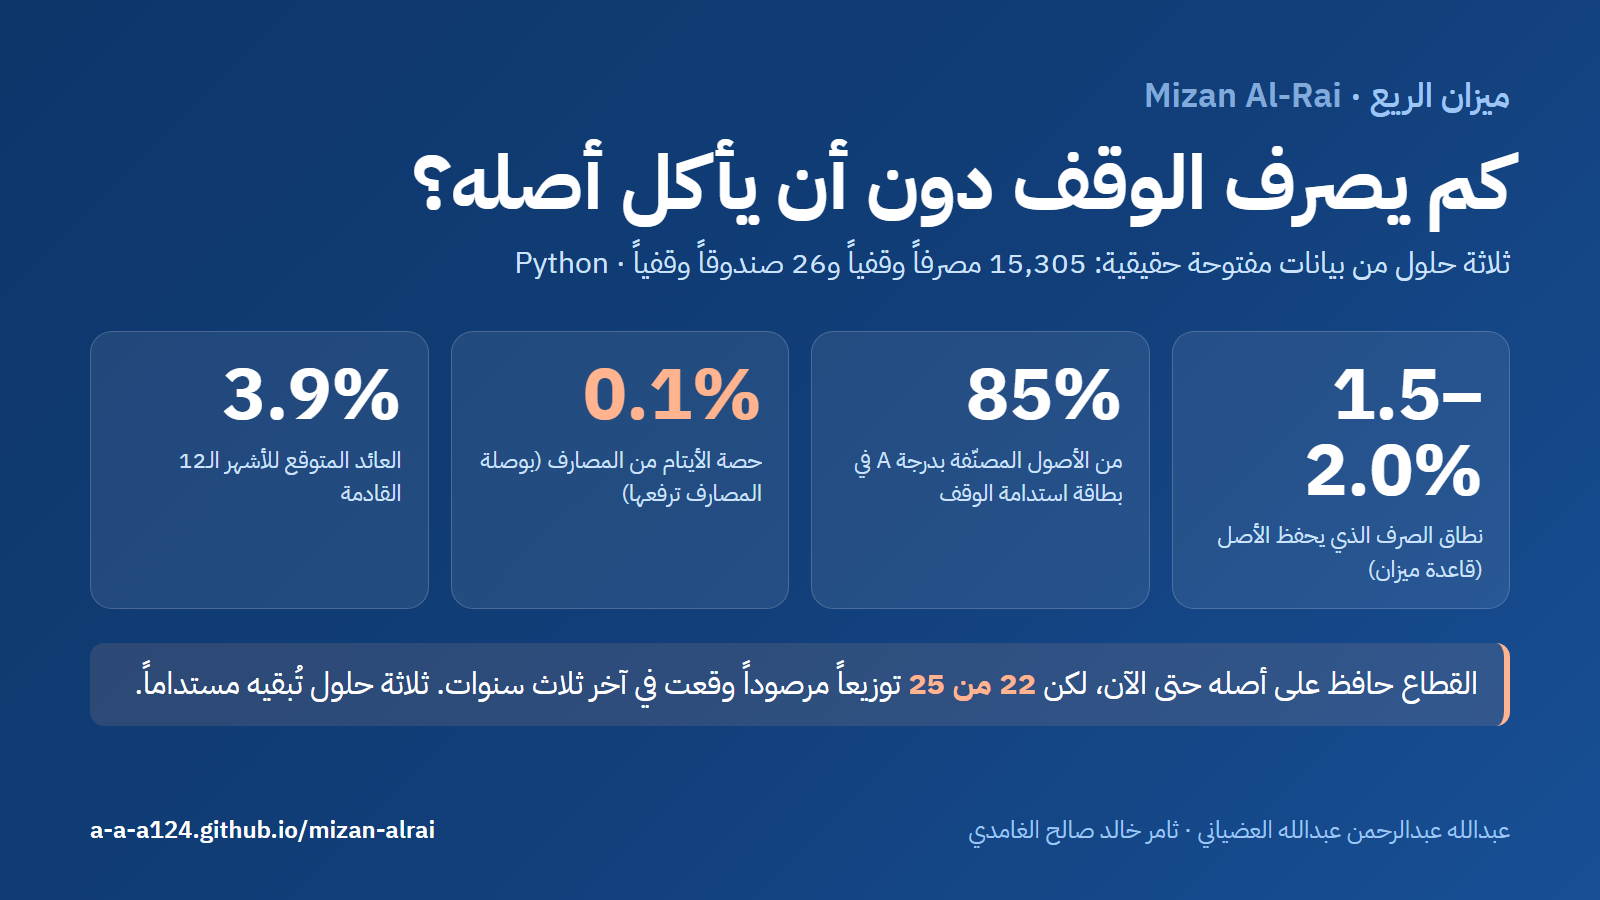 ميزان الريع · Mizan Al-Rai
كم يصرف الوقف دون أن يأكل أصله؟
ثلاثة حلول من بيانات مفتوحة حقيقية: 15,305 مصرفاً وقفياً و26 صندوقاً وقفياً · Python
1.5–
2.0%
نطاق الصرف الذي يحفظ الأصل
(قاعدة ميزان)
85%
من الأصول المصنّفة بدرجة A في
بطاقة استدامة الوقف
0.1%
حصة الأيتام من المصارف (بوصلة
المصارف ترفعها)
3.9%
العائد المتوقع للأشهر الـ12
القادمة
القطاع حافظ على أصله حتى الآن، لكن 22 من 25 توزيعاً مرصوداً وقعت في آخر ثلاث سنوات. ثلاثة حلول تُبقيه مستداماً.
عبدالله عبدالرحمن عبدالله العضياني · ثامر خالد صالح الغامدي
a-a-a124.github.io/mizan-alrai